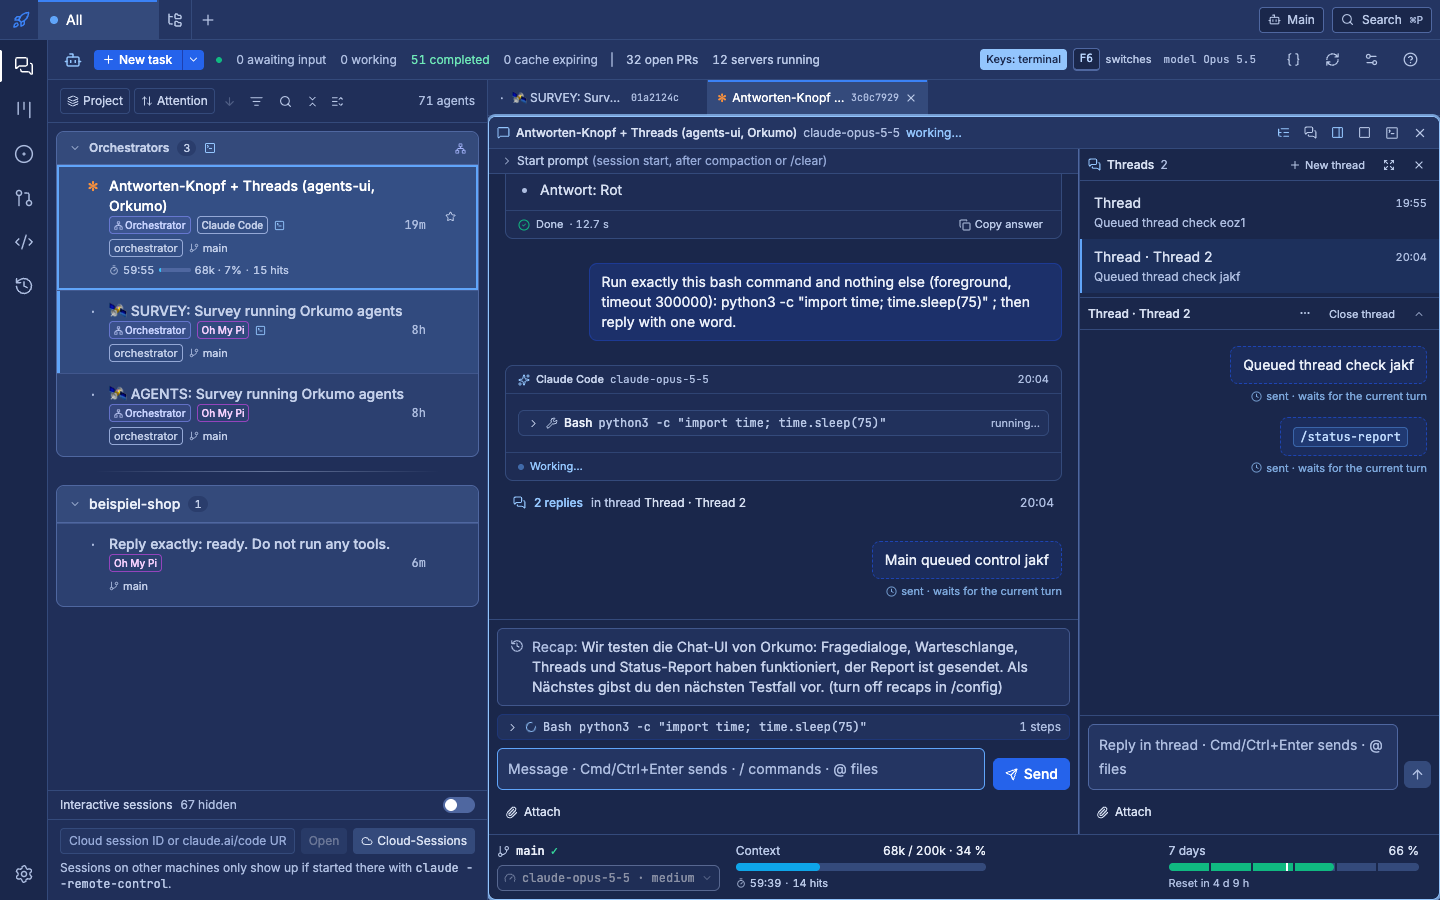 All
Main
Search ⌘P
New task
0 awaiting input
0 working
51 completed
0 cache expiring
32 open PRs
12 servers running
Keys: terminal
F6
switches
model Opus 5.5
Project
Attention
71 agents
Orchestrators 3
Antworten-Knopf + Threads (agents-ui, Orkumo)
Orchestrator
Claude Code
19m
orchestrator
main
59:55
68k · 7% · 15 hits
SURVEY: Survey running Orkumo agents
Orchestrator
Oh My Pi
8h
orchestrator
main
AGENTS: Survey running Orkumo agents
Orchestrator
Oh My Pi
8h
orchestrator
main
beispiel-shop 1
Reply exactly: ready. Do not run any tools.
Oh My Pi
6m
main
Interactive sessions 67 hidden
Cloud session ID or claude.ai/code UR
Open
Cloud-Sessions
Sessions on other machines only show up if started there with claude -
-remote-control.
SURVEY: Surv... 01a2124c
Antworten-Knopf ... 3c0c7929
Antworten-Knopf + Threads (agents-ui, Orkumo) claude-opus-5-5 working...
Start prompt (session start, after compaction or /clear)
• Antwort: Rot
Done · 12.7 s
Copy answer
Run exactly this bash command and nothing else (foreground,
timeout 300000): python3 -c "import time; time.sleep(75)" ; then
reply with one word.
Claude Code claude-opus-5-5
20:04
Bash python3 -c "import time; time.sleep(75)"
running...
Working...
2 replies in thread Thread · Thread 2
20:04
Main queued control jakf
sent · waits for the current turn
Recap: Wir testen die Chat-UI von Orkumo: Fragedialoge, Warteschlange,
Threads und Status-Report haben funktioniert, der Report ist gesendet. Als
Nächstes gibst du den nächsten Testfall vor. (turn off recaps in /config)
Bash python3 -c "import time; time.sleep(75)"
1 steps
Message · Cmd/Ctrl+Enter sends · / commands · @ files
Send
Attach
Threads 2
New thread
Thread
19:55
Queued thread check eoz1
Thread · Thread 2
20:04
Queued thread check jakf
Thread · Thread 2
Close thread
Queued thread check jakf
sent · waits for the current turn
/status-report
sent · waits for the current turn
Reply in thread · Cmd/Ctrl+Enter sends · @
files
Attach
main ✓
claude-opus-5-5 · medium
Context
68k / 200k · 34 %
59:39 · 14 hits
7 days
66 %
Reset in 4 d 9 h